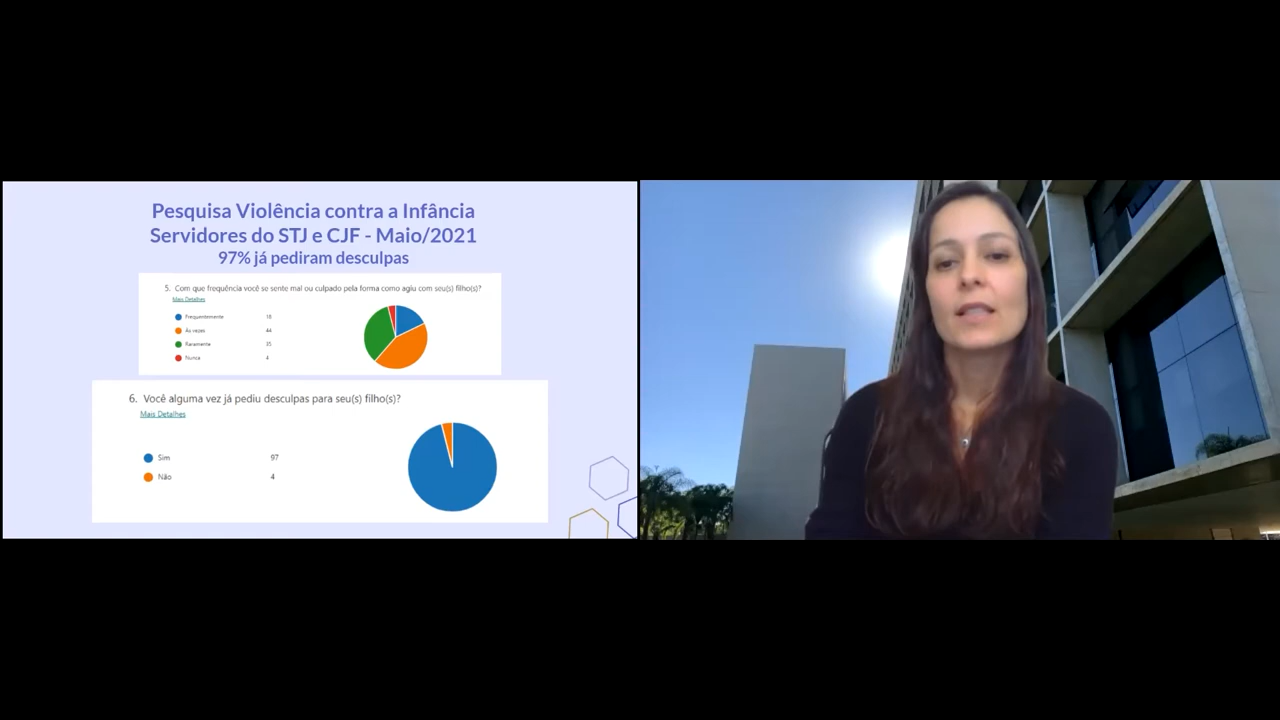 Pesquisa Violência contra a Infância
Servidores do STJ e CJF - Maio/2021
97% já pediram desculpas
5. Com que frequência você se sente mal ou culpado pela forma como agiu com seu(s) filho(s)?
Mais Detalhes
Frequentemente 18
Às vezes 44
Raramente 35
Nunca 4
6. Você alguma vez já pediu desculpas para seu(s) filho(s)?
Mais Detalhes
Sim 97
Não 4